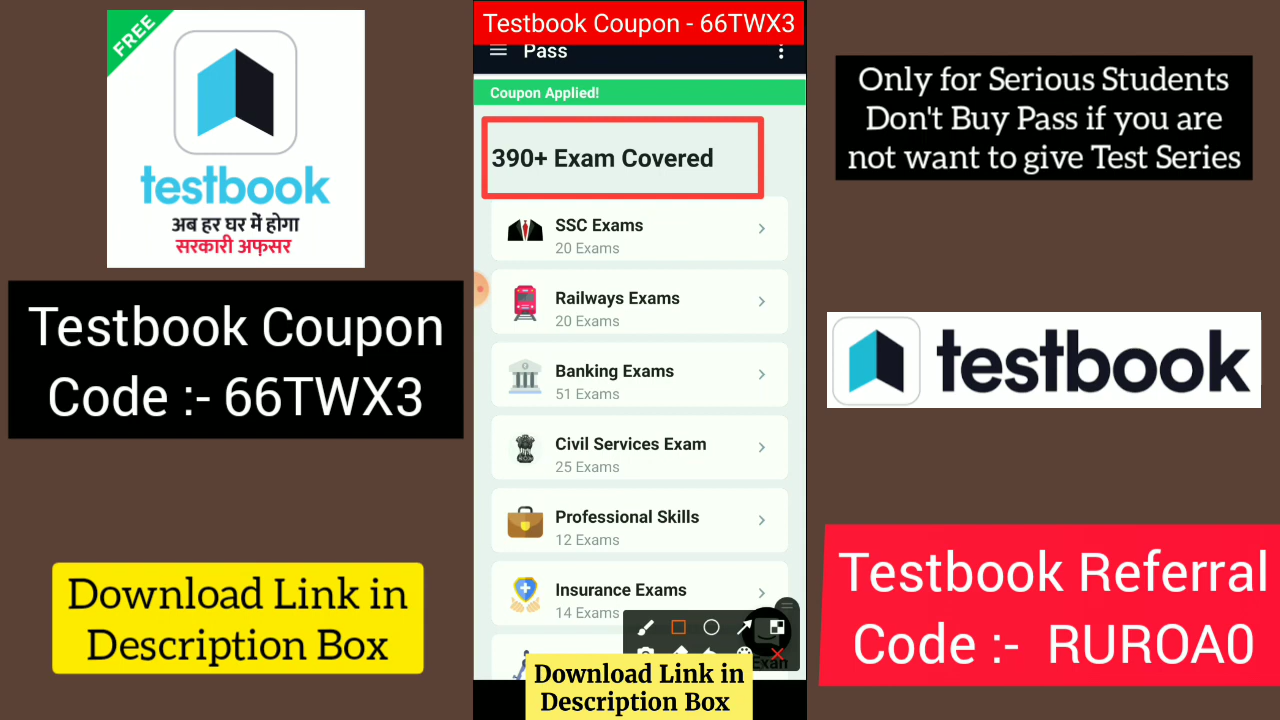 FREE
testbook
अब हर घर में होगा
सरकारी अफ़सर
Testbook Coupon
Code :- 66TWX3
Download Link in
Description Box
Testbook Coupon - 66TWX3
Pass
Coupon Applied!
390+ Exam Covered
SSC Exams
20 Exams
Railways Exams
20 Exams
Banking Exams
51 Exams
Civil Services Exam
25 Exams
Professional Skills
12 Exams
Insurance Exams
14 Exams
Exam
Download Link in
Description Box
Only for Serious Students
Don't Buy Pass if you are
not want to give Test Series
testbook
Testbook Referral
Code :- RUROA0